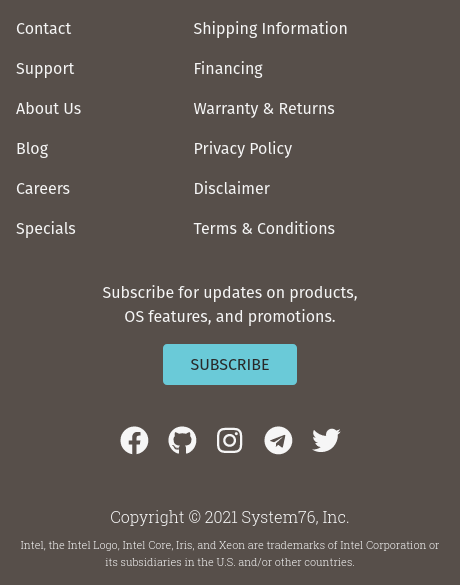 Contact
Support
About Us
Blog
Careers
Specials
Shipping Information
Financing
Warranty & Returns
Privacy Policy
Disclaimer
Terms & Conditions
Subscribe for updates on products,
OS features, and promotions.
SUBSCRIBE
Copyright © 2021 System76, Inc.
Intel, the Intel Logo, Intel Core, Iris, and Xeon are trademarks of Intel Corporation or
its subsidiaries in the U.S. and/or other countries.